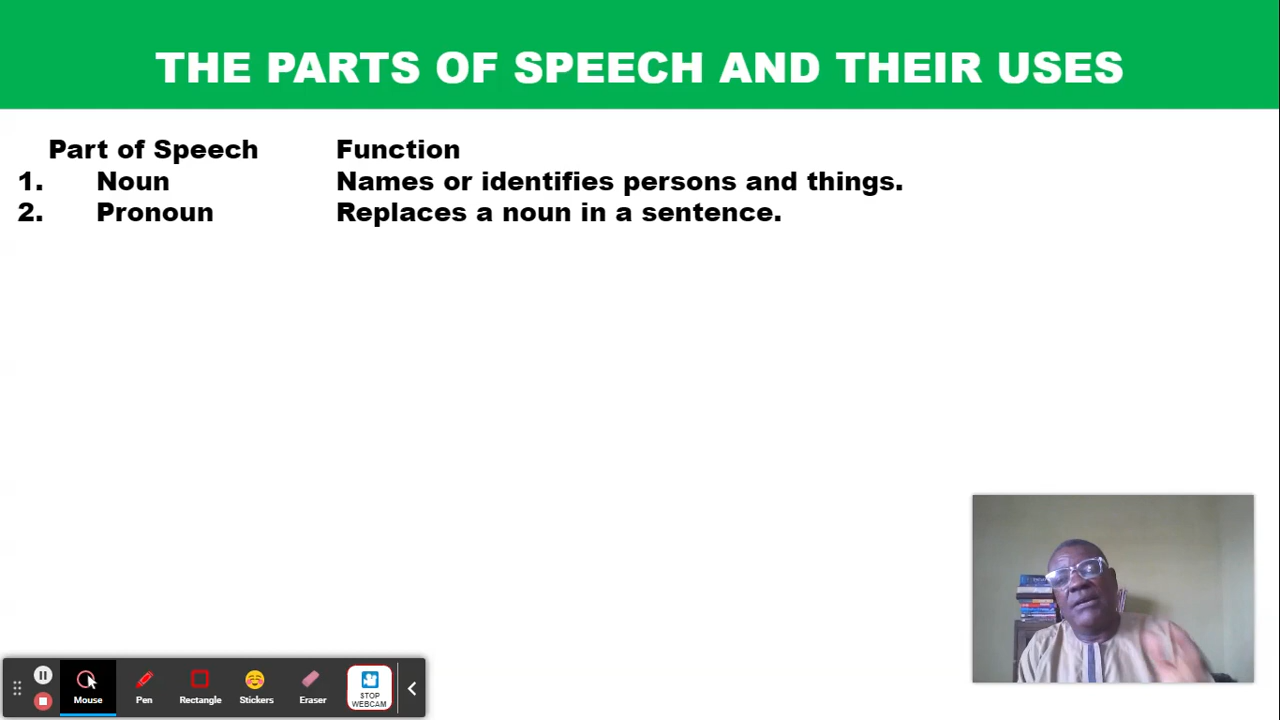 THE PARTS OF SPEECH AND THEIR USES
Part of Speech Function
1. Noun Names or identifies persons and things.
2. Pronoun Replaces a noun in a sentence.
Mouse Pen Rectangle Stickers Eraser STOP WEBCAM